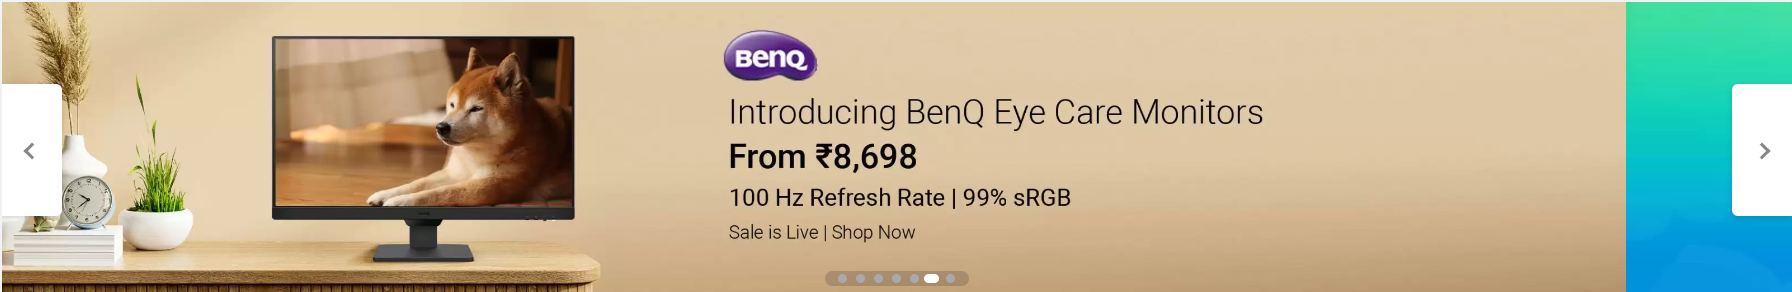 BenQ
Introducing BenQ Eye Care Monitors
From ₹8,698
100 Hz Refresh Rate | 99% sRGB
Sale is Live | Shop Now